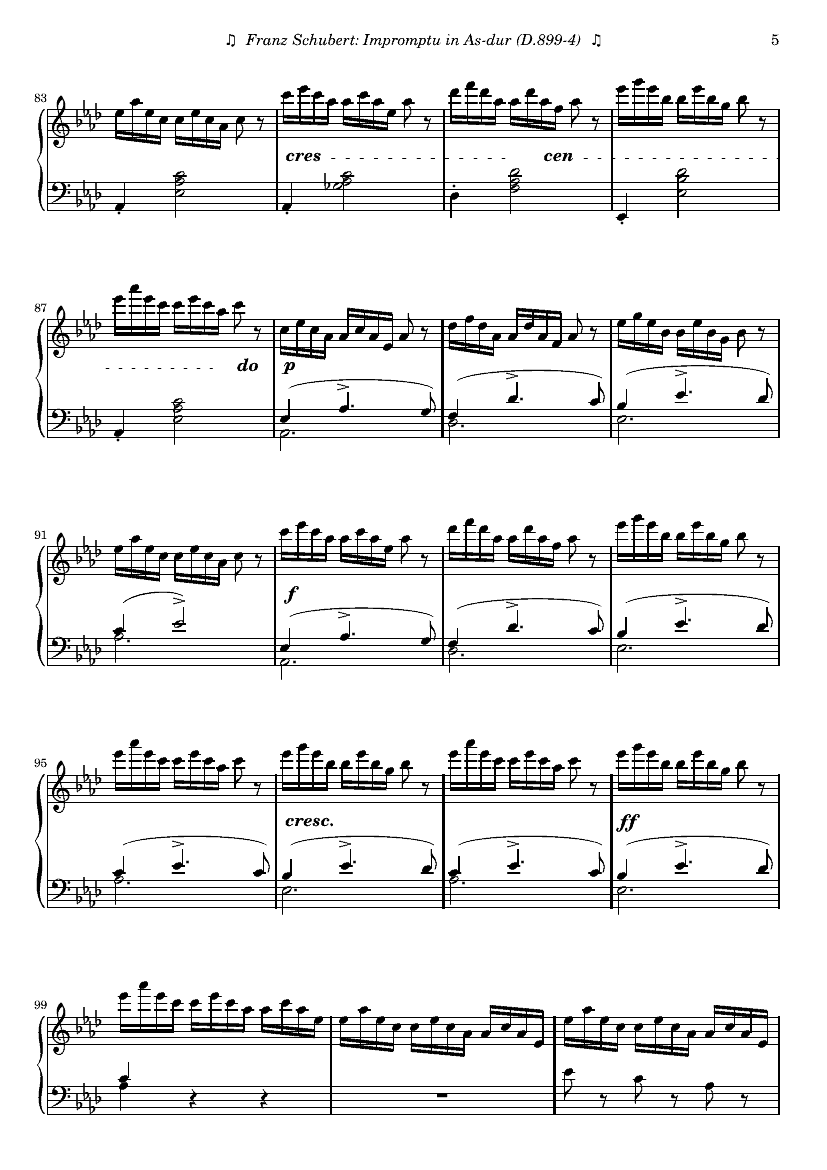 ♫ Franz Schubert: Impromptu in As-dur (D.899-4) ♫ 5
83
cres cen
87
do p
91
f
95
cresc. ff
99